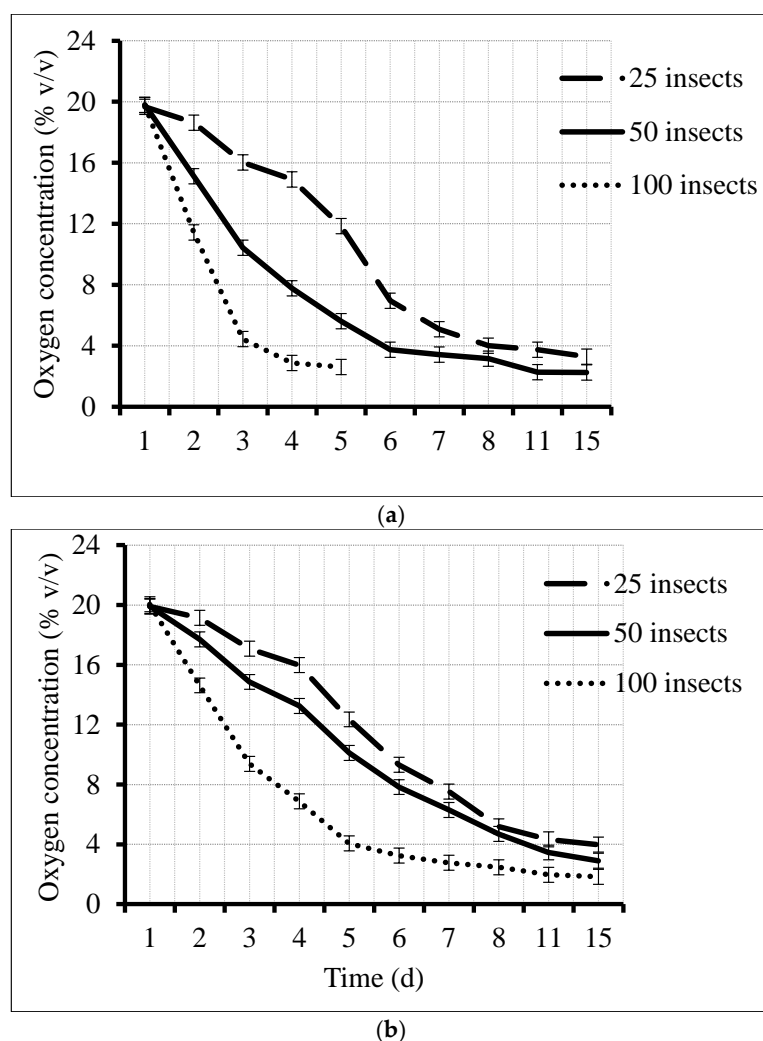 24
20
16
12
8
4
0
Oxygen concentration (% v/v)
25 insects
50 insects
100 insects
1 2 3 4 5 6 7 8 11 15
(a)
24
20
16
12
8
4
0
Oxygen concentration (% v/v)
25 insects
50 insects
100 insects
1 2 3 4 5 6 7 8 11 15
Time (d)
(b)